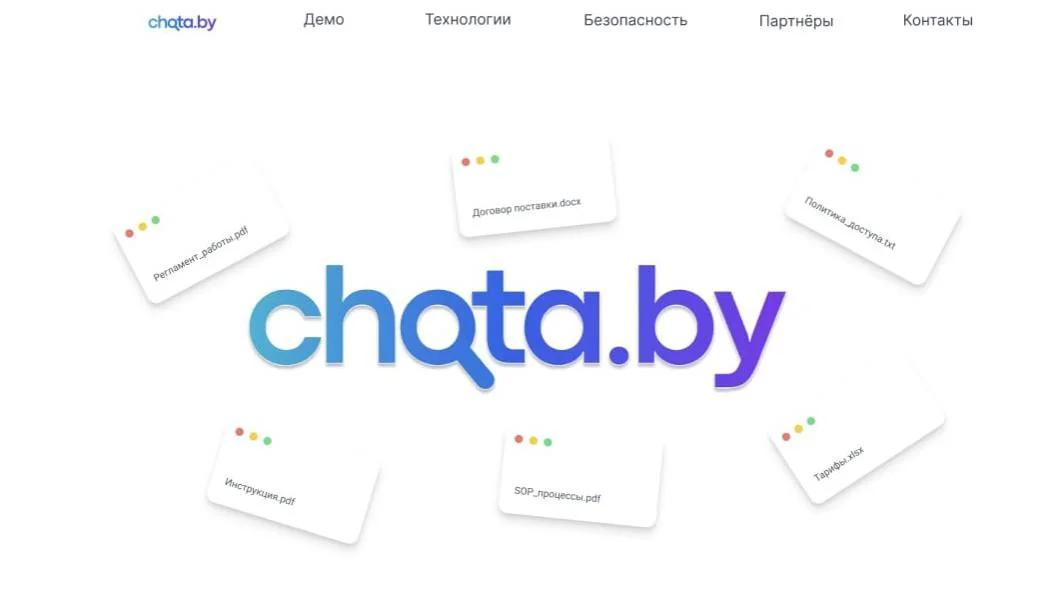 chqta.by
Демо
Технологии
Безопасность
Партнёры
Контакты
Регламент_работы.pdf
Договор поставки.docx
Политика_доступа.txt
chqta.by
Инструкция.pdf
SOP_процессы.pdf
Тарифы.xlsx